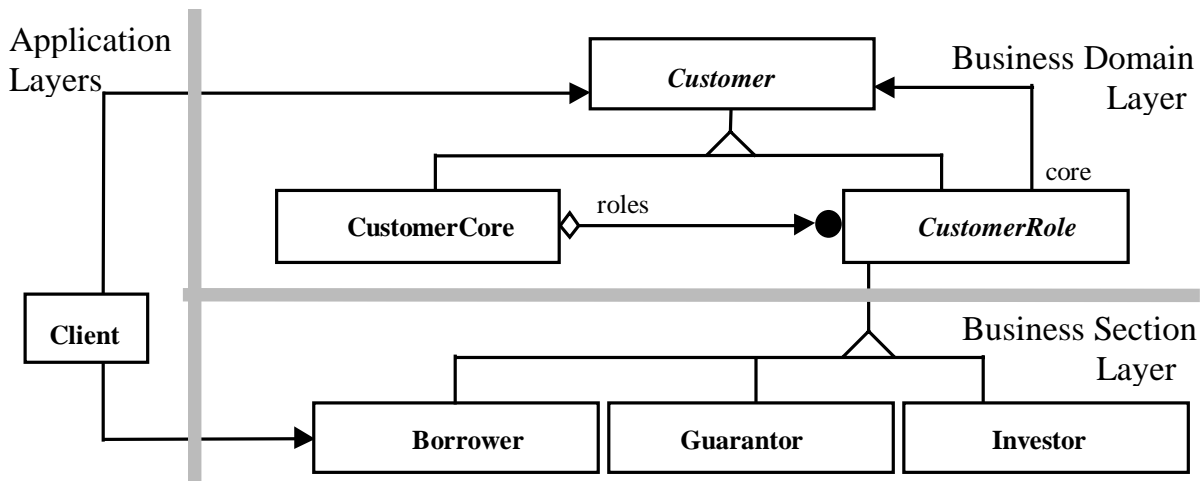 Application
Layers
Customer
Business Domain
Layer
core
roles
CustomerCore
CustomerRole
Client
Business Section
Layer
Borrower
Guarantor
Investor